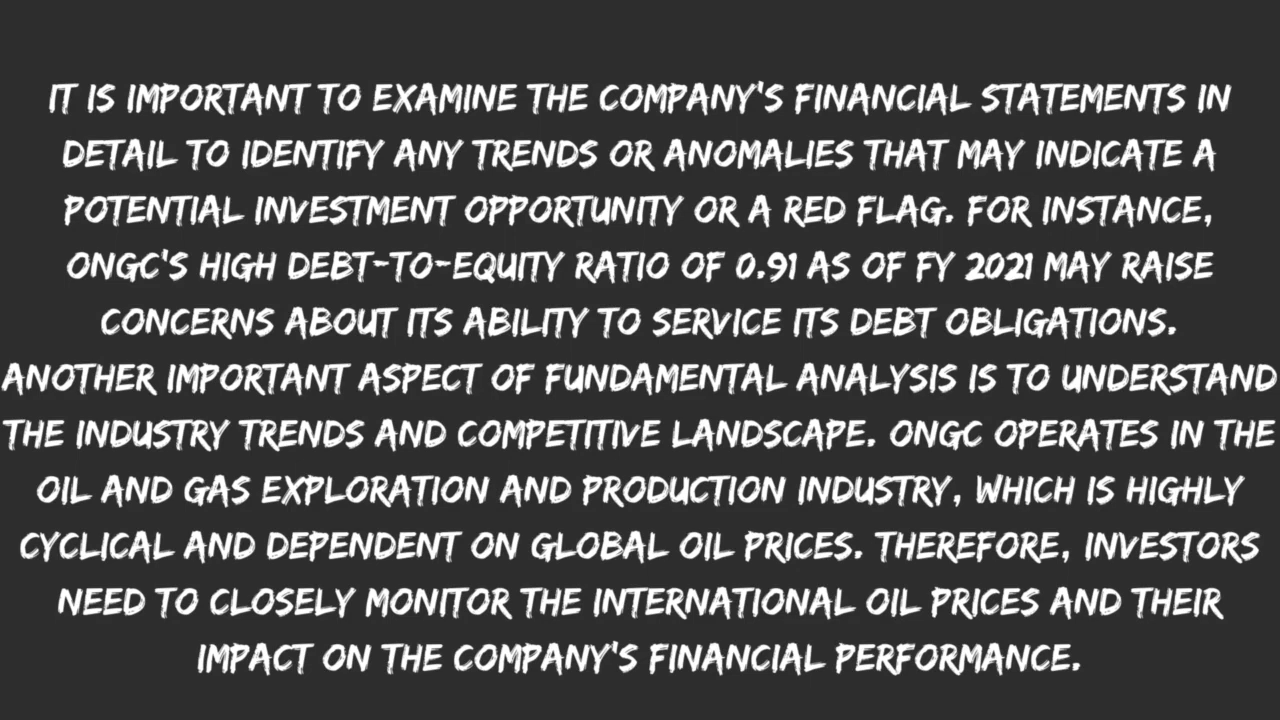 IT IS IMPORTANT TO EXAMINE THE COMPANY'S FINANCIAL STATEMENTS IN
DETAIL TO IDENTIFY ANY TRENDS OR ANOMALIES THAT MAY INDICATE A
POTENTIAL INVESTMENT OPPORTUNITY OR A RED FLAG. FOR INSTANCE,
ONGC'S HIGH DEBT-TO-EQUITY RATIO OF 0.91 AS OF FY 2021 MAY RAISE
CONCERNS ABOUT ITS ABILITY TO SERVICE ITS DEBT OBLIGATIONS.
ANOTHER IMPORTANT ASPECT OF FUNDAMENTAL ANALYSIS IS TO UNDERSTAND
THE INDUSTRY TRENDS AND COMPETITIVE LANDSCAPE. ONGC OPERATES IN THE
OIL AND GAS EXPLORATION AND PRODUCTION INDUSTRY, WHICH IS HIGHLY
CYCLICAL AND DEPENDENT ON GLOBAL OIL PRICES. THEREFORE, INVESTORS
NEED TO CLOSELY MONITOR THE INTERNATIONAL OIL PRICES AND THEIR
IMPACT ON THE COMPANY'S FINANCIAL PERFORMANCE.